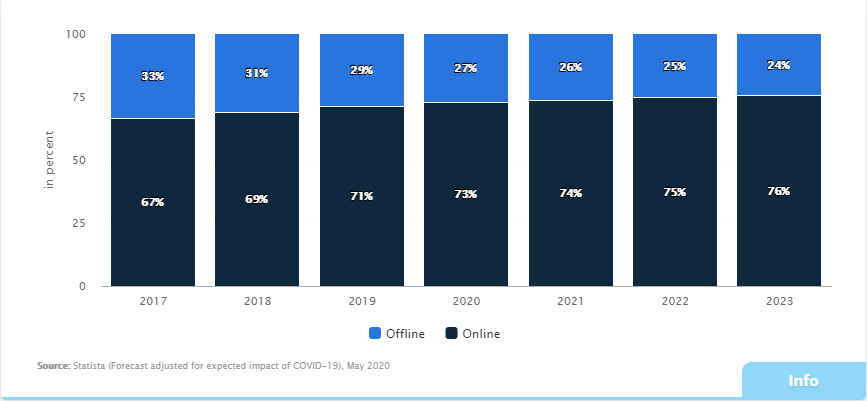 100
75
50
25
0
in percent
33% 31% 29% 27% 26% 25% 24%
67% 69% 71% 73% 74% 75% 76%
2017 2018 2019 2020 2021 2022 2023
Offline Online
Source: Statista (Forecast adjusted for expected impact of COVID-19), May 2020
Info